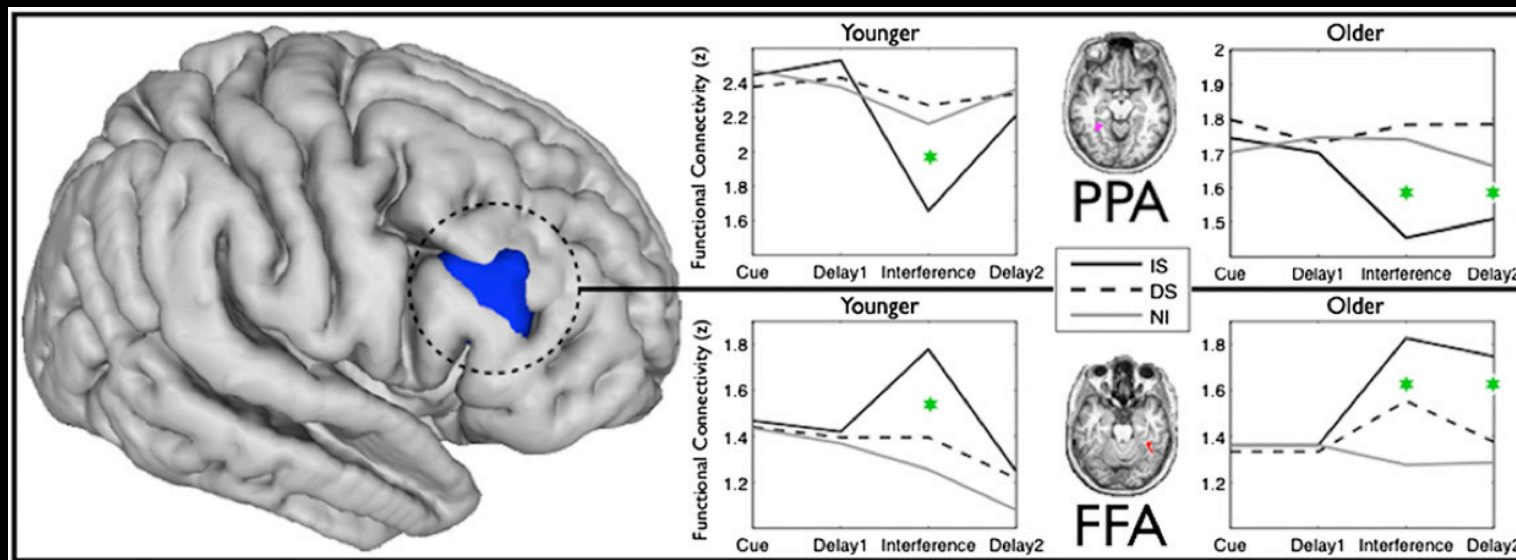 Younger
Functional Connectivity (z)
2.4
2.2
2
1.8
1.6
Cue Delay1 Interference Delay2
PPA
Older
2
1.9
1.8
1.7
1.6
1.5
Cue Delay1 Interference Delay2
IS
DS
NI
Younger
Functional Connectivity (z)
1.8
1.6
1.4
1.2
Cue Delay1 Interference Delay2
FFA
Older
1.8
1.6
1.4
1.2
Cue Delay1 Interference Delay2